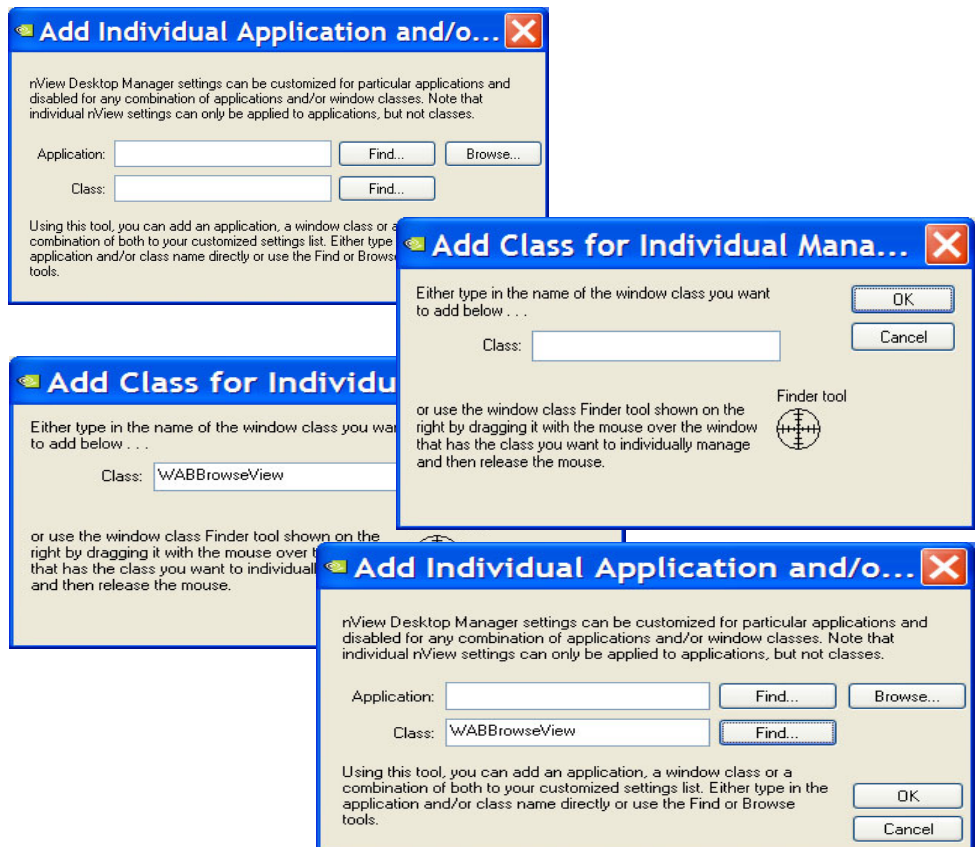 Add Individual Application and/o...
nView Desktop Manager settings can be customized for particular applications and
disabled for any combination of applications and/or window classes. Note that
individual nView settings can only be applied to applications, but not classes.
Application:
Find...
Browse...
Class:
Find...
Using this tool, you can add an application, a window class or a
combination of both to your customized settings list. Either type
application and/or class name directly or use the Find or Browse
tools.
Add Class for Individual Mana...
Either type in the name of the window class you want
to add below . . .
OK
Cancel
Class:
Finder tool
or use the window class Finder tool shown on the
right by dragging it with the mouse over the window
that has the class you want to individually manage
and then release the mouse.
Add Class for Individu
Either type in the name of the window class you wa
to add below . . .
Class: WABBrowseView
or use the window class Finder tool shown on the
right by dragging it with the mouse over
that has the class you want to individuall
and then release the mouse.
Add Individual Application and/o...
nView Desktop Manager settings can be customized for particular applications and
disabled for any combination of applications and/or window classes. Note that
individual nView settings can only be applied to applications, but not classes.
Application:
Find...
Browse...
Class: WABBrowseView
Find...
Using this tool, you can add an application, a window class or a
combination of both to your customized settings list. Either type in the
application and/or class name directly or use the Find or Browse
tools.
OK
Cancel